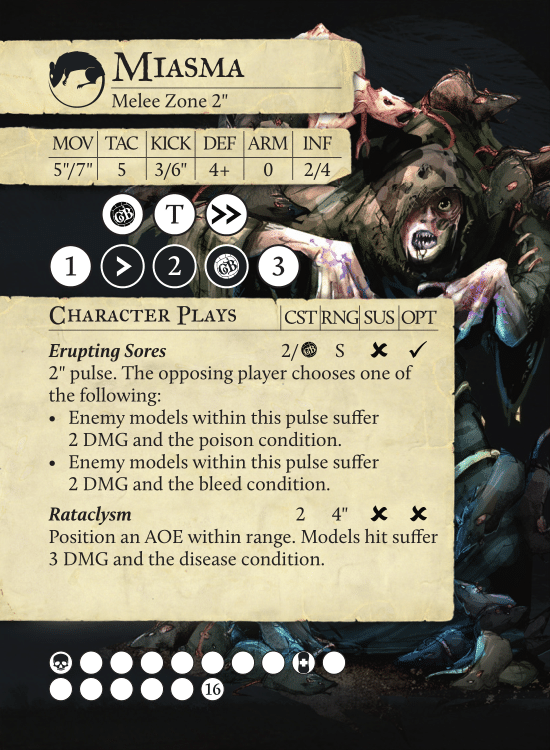 Miasma
Melee Zone 2"
MOV TAC KICK DEF ARM INF
5"/7" 5 3/6" 4+ 0 2/4
GB T >>
1 > 2 GB 3
Character Plays CST RNG SUS OPT
Erupting Sores 2/GB S ✘ ✓
2" pulse. The opposing player chooses one of
the following:
• Enemy models within this pulse suffer
2 DMG and the poison condition.
• Enemy models within this pulse suffer
2 DMG and the bleed condition.
Rataclysm 2 4" ✘ ✘
Position an AOE within range. Models hit suffer
3 DMG and the disease condition.
16